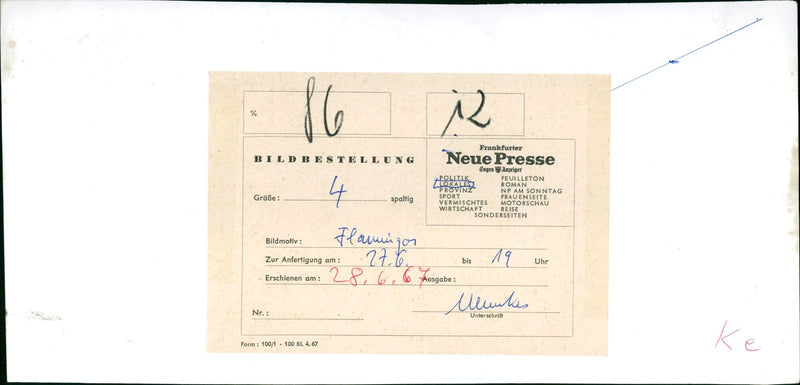 % 86
12
BILDBESTELLUNG
Frankfurter
Neue Presse
Tages Anzeiger
POLITIK FEUILLETON
LOKALES ROMAN
PROVINZ NP AM SONNTAG
SPORT FRAUENSEITE
VERMISCHTES MOTORSCHAU
WIRTSCHAFT REISE
SONDERSEITEN
Größe : 4 spaltig
Bildmotiv : Flamingos
Zur Anfertigung am : 27.6. bis 19 Uhr
Erschienen am : 28.6.67 Ausgabe :
Nr. :
Unterschrift
Form : 100/1 - 100 Bl. 4. 67
Ke